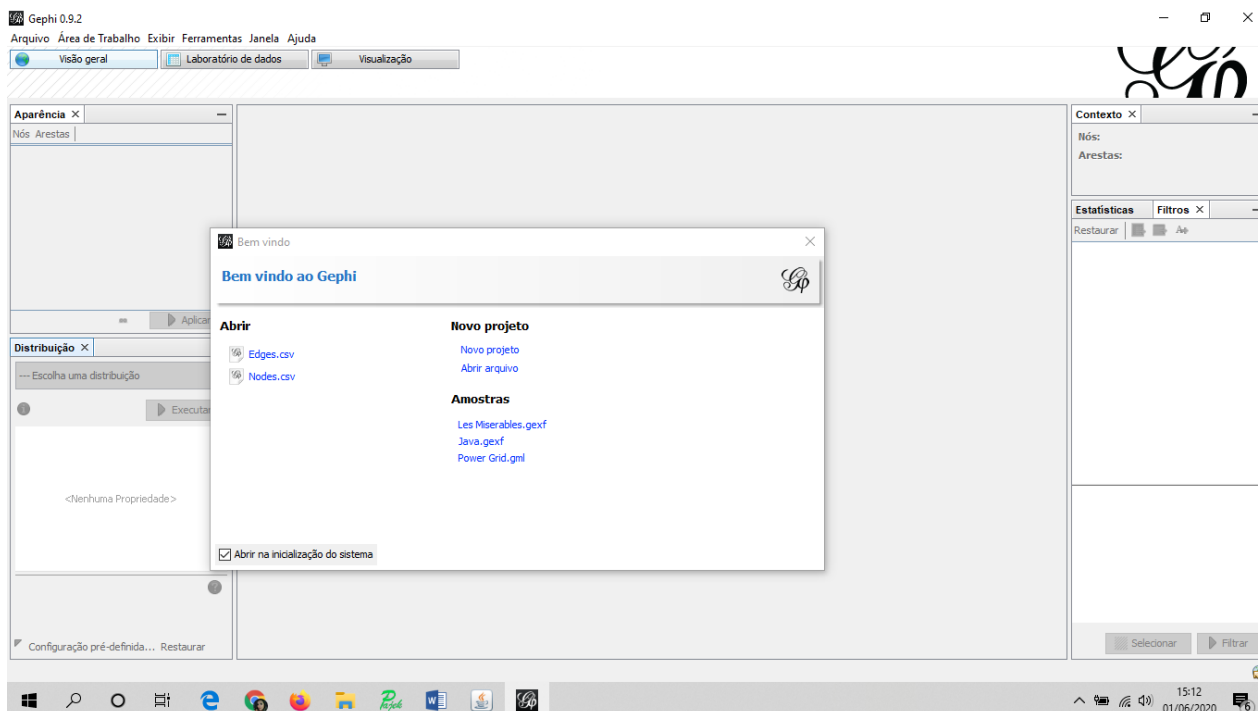 Gephi 0.9.2
Arquivo Área de Trabalho Exibir Ferramentas Janela Ajuda
Visão geral Laboratório de dados Visualização
Aparência
Nós Arestas
Aplicar
Distribuição
--- Escolha uma distribuição
Executar
<Nenhuma Propriedade>
Configuração pré-definida... Restaurar
Bem vindo
Bem vindo ao Gephi
Abrir
Edges.csv
Nodes.csv
Novo projeto
Novo projeto
Abrir arquivo
Amostras
Les Miserables.gexf
Java.gexf
Power Grid.gml
Abrir na inicialização do sistema
Contexto
Nós:
Arestas:
Estatísticas Filtros
Restaurar
Selecionar Filtrar
Pajek
15:12
01/06/2020
6